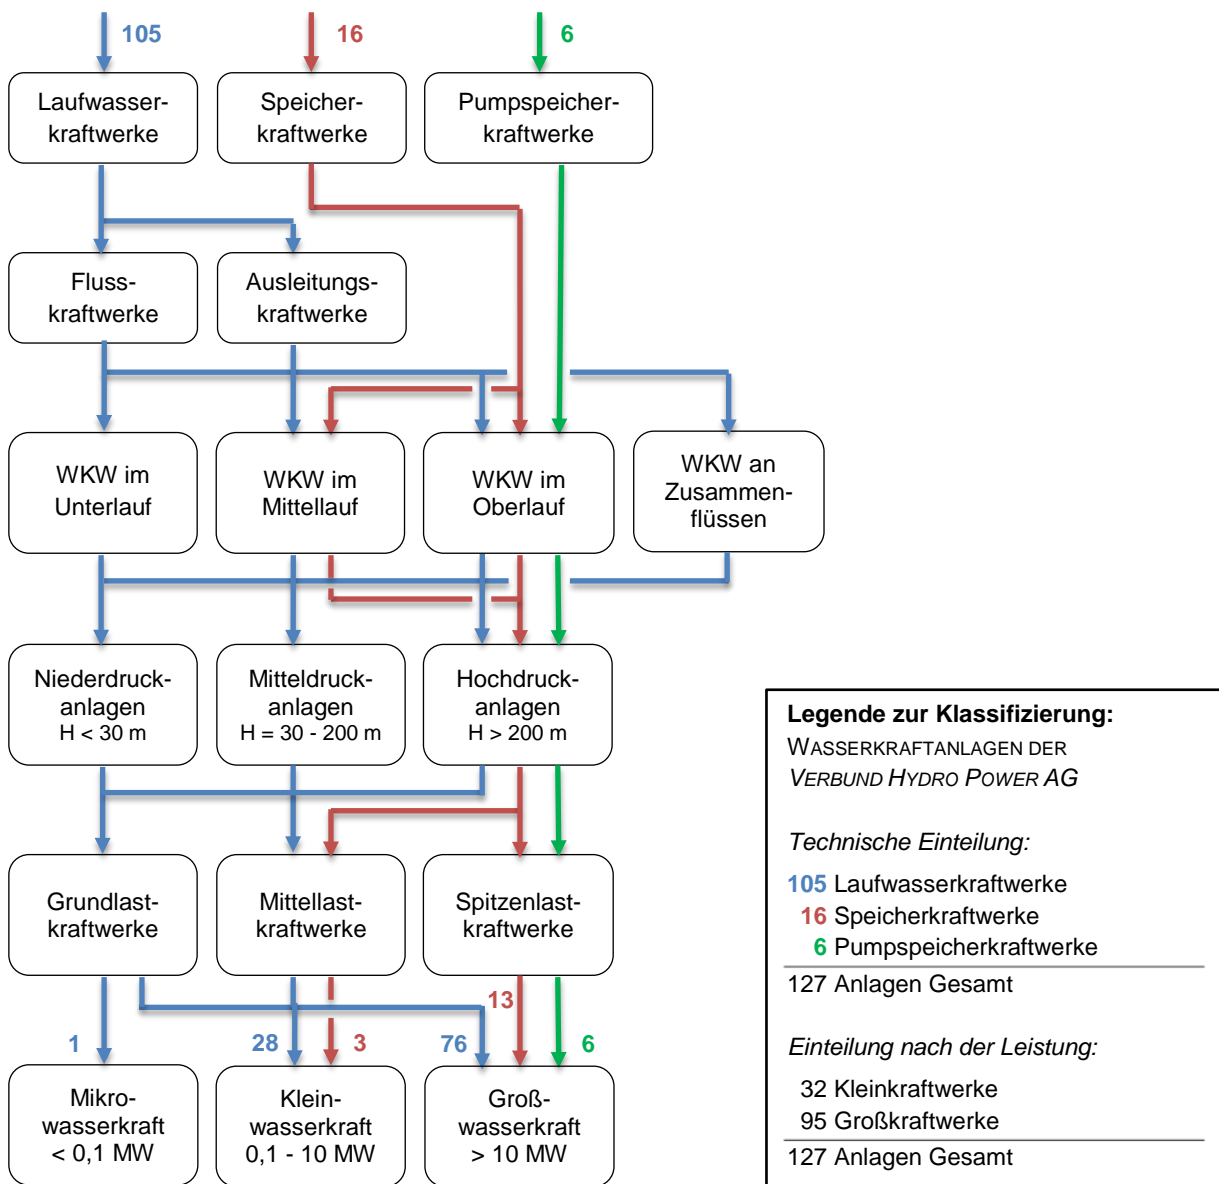 105
16
6
Laufwasser-
kraftwerke
Speicher-
kraftwerke
Pumpspeicher-
kraftwerke
Fluss-
kraftwerke
Ausleitungs-
kraftwerke
WKW im
Unterlauf
WKW im
Mittellauf
WKW im
Oberlauf
WKW an
Zusammen-
flüssen
Niederdruck-
anlagen
H < 30 m
Mitteldruck-
anlagen
H = 30 - 200 m
Hochdruck-
anlagen
H > 200 m
Grundlast-
kraftwerke
Mittellast-
kraftwerke
Spitzenlast-
kraftwerke
1
28
3
76
13
6
Mikro-
wasserkraft
< 0,1 MW
Klein-
wasserkraft
0,1 - 10 MW
Groß-
wasserkraft
> 10 MW
Legende zur Klassifizierung:
WASSERKRAFTANLAGEN DER
VERBUND HYDRO POWER AG
Technische Einteilung:
105 Laufwasserkraftwerke
16 Speicherkraftwerke
6 Pumpspeicherkraftwerke
127 Anlagen Gesamt
Einteilung nach der Leistung:
32 Kleinkraftwerke
95 Großkraftwerke
127 Anlagen Gesamt